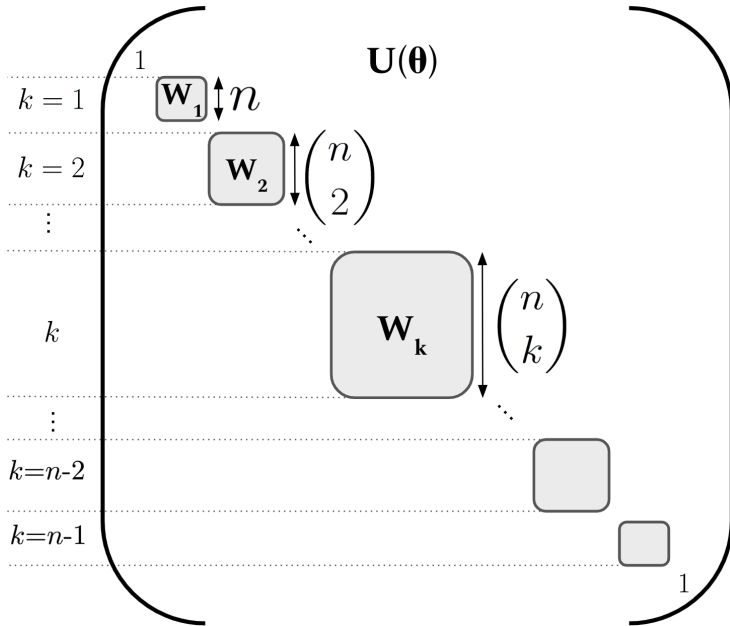 U(θ)
1
k = 1
W₁
n
k = 2
W₂
(n 2)
⋮
⋱
k
Wₖ
(n k)
⋮
⋱
k=n-2
k=n-1
1